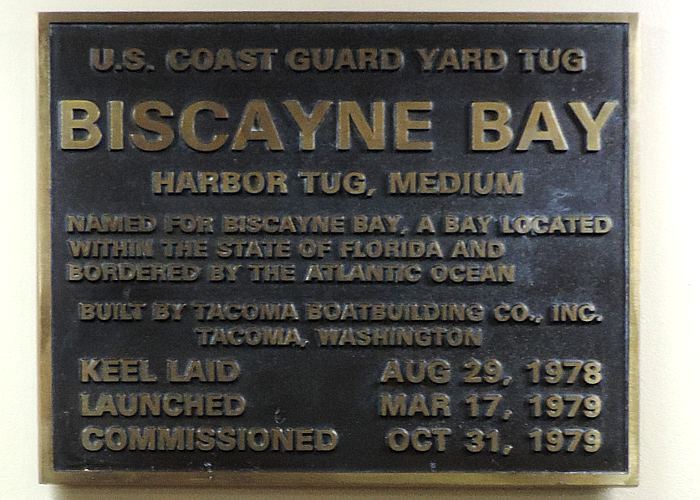 U.S. COAST GUARD YARD TUG
BISCAYNE BAY
HARBOR TUG, MEDIUM
NAMED FOR BISCAYNE BAY, A BAY LOCATED
WITHIN THE STATE OF FLORIDA AND
BORDERED BY THE ATLANTIC OCEAN
BUILT BY TACOMA BOATBUILDING CO., INC.
TACOMA, WASHINGTON
KEEL LAID AUG 29, 1978
LAUNCHED MAR 17, 1979
COMMISSIONED OCT 31, 1979